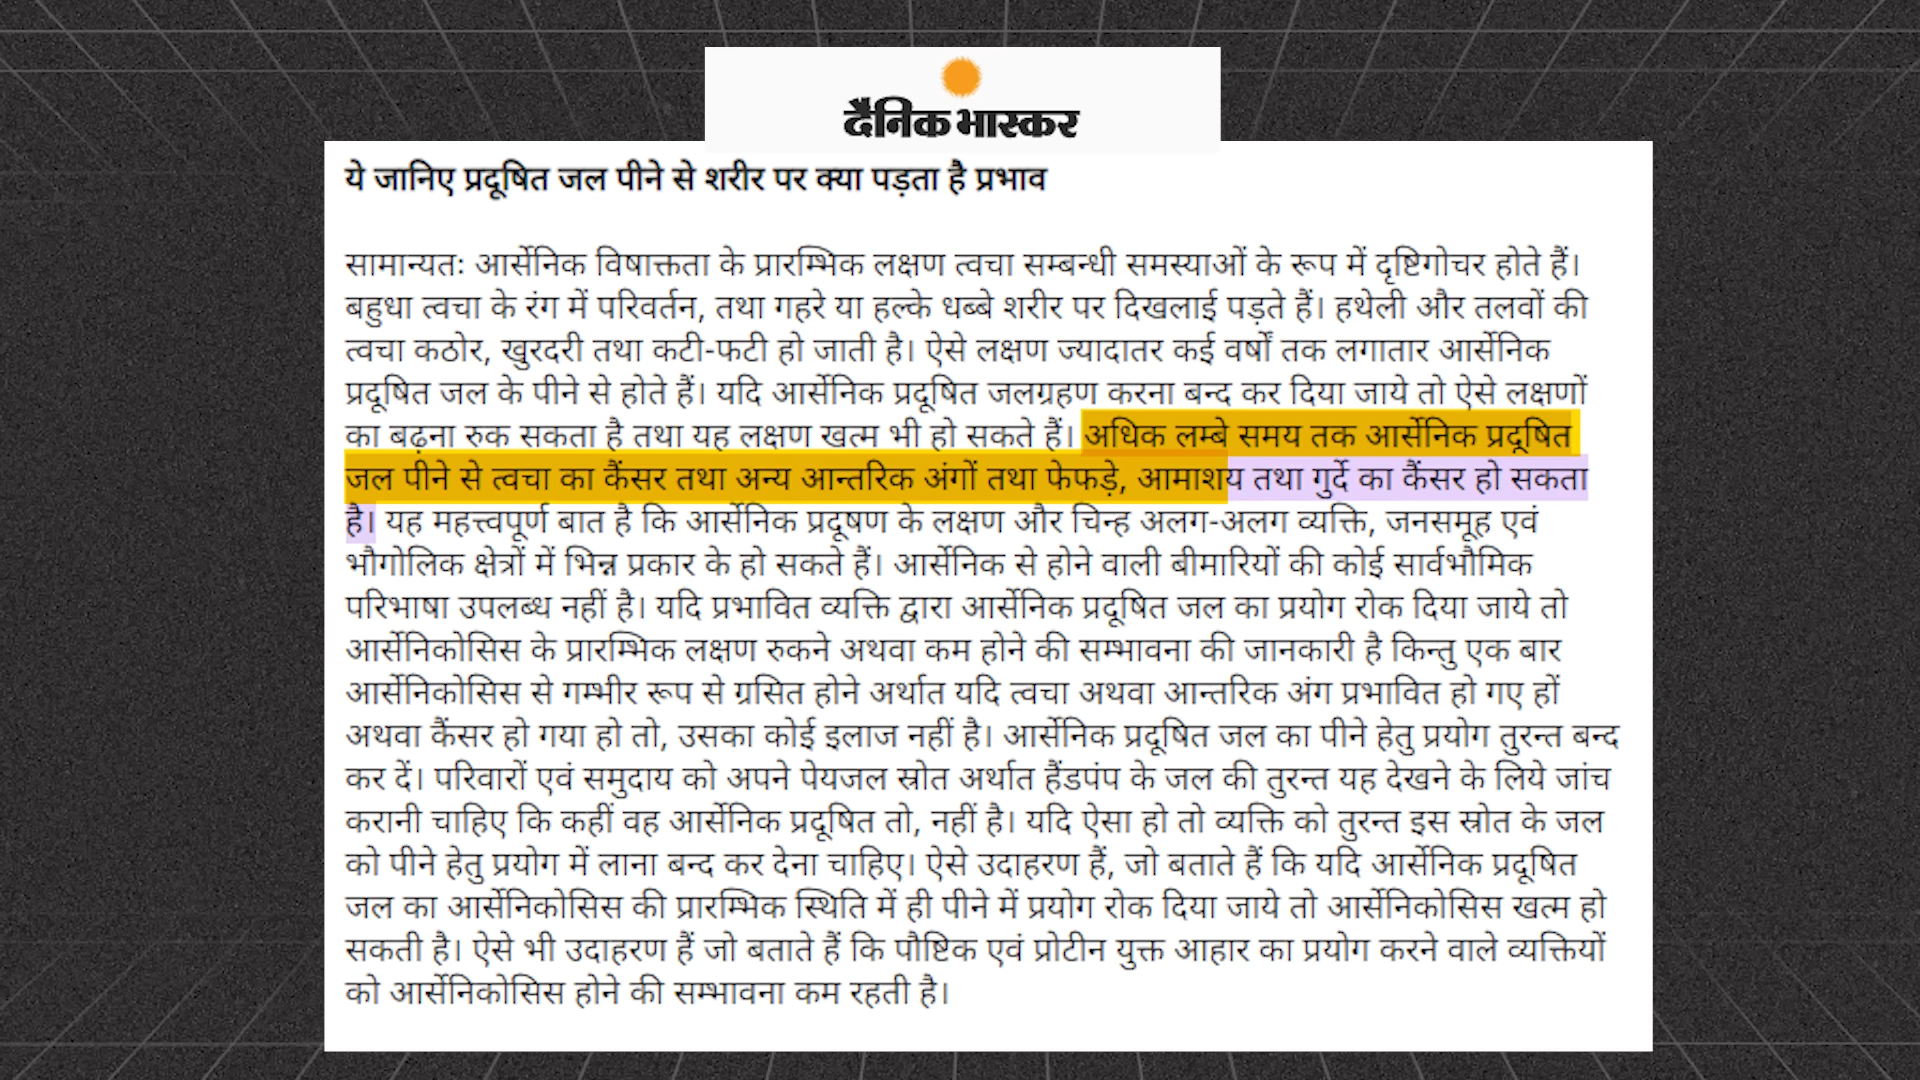 दैनिक भास्कर
ये जानिए प्रदूषित जल पीने से शरीर पर क्या पड़ता है प्रभाव
सामान्यतः आर्सेनिक विषाक्तता के प्रारम्भिक लक्षण त्वचा सम्बन्धी समस्याओं के रूप में दृष्टिगोचर होते हैं।
बहुधा त्वचा के रंग में परिवर्तन, तथा गहरे या हल्के धब्बे शरीर पर दिखलाई पड़ते हैं। हथेली और तलवों की
त्वचा कठोर, खुरदरी तथा कटी-फटी हो जाती है। ऐसे लक्षण ज्यादातर कई वर्षों तक लगातार आर्सेनिक
प्रदूषित जल के पीने से होते हैं। यदि आर्सेनिक प्रदूषित जलग्रहण करना बन्द कर दिया जाये तो ऐसे लक्षणों
का बढ़ना रुक सकता है तथा यह लक्षण खत्म भी हो सकते हैं। अधिक लम्बे समय तक आर्सेनिक प्रदूषित
जल पीने से त्वचा का कैंसर तथा अन्य आन्तरिक अंगों तथा फेफड़े, आमाशय तथा गुर्दे का कैंसर हो सकता
है। यह महत्त्वपूर्ण बात है कि आर्सेनिक प्रदूषण के लक्षण और चिन्ह अलग-अलग व्यक्ति, जनसमूह एवं
भौगोलिक क्षेत्रों में भिन्न प्रकार के हो सकते हैं। आर्सेनिक से होने वाली बीमारियों की कोई सार्वभौमिक
परिभाषा उपलब्ध नहीं है। यदि प्रभावित व्यक्ति द्वारा आर्सेनिक प्रदूषित जल का प्रयोग रोक दिया जाये तो
आर्सेनिकोसिस के प्रारम्भिक लक्षण रुकने अथवा कम होने की सम्भावना की जानकारी है किन्तु एक बार
आर्सेनिकोसिस से गम्भीर रूप से ग्रसित होने अर्थात यदि त्वचा अथवा आन्तरिक अंग प्रभावित हो गए हों
अथवा कैंसर हो गया हो तो, उसका कोई इलाज नहीं है। आर्सेनिक प्रदूषित जल का पीने हेतु प्रयोग तुरन्त बन्द
कर दें। परिवारों एवं समुदाय को अपने पेयजल स्रोत अर्थात हैंडपंप के जल की तुरन्त यह देखने के लिये जांच
करानी चाहिए कि कहीं वह आर्सेनिक प्रदूषित तो, नहीं है। यदि ऐसा हो तो व्यक्ति को तुरन्त इस स्रोत के जल
को पीने हेतु प्रयोग में लाना बन्द कर देना चाहिए। ऐसे उदाहरण हैं, जो बताते हैं कि यदि आर्सेनिक प्रदूषित
जल का आर्सेनिकोसिस की प्रारम्भिक स्थिति में ही पीने में प्रयोग रोक दिया जाये तो आर्सेनिकोसिस खत्म हो
सकती है। ऐसे भी उदाहरण हैं जो बताते हैं कि पौष्टिक एवं प्रोटीन युक्त आहार का प्रयोग करने वाले व्यक्तियों
को आर्सेनिकोसिस होने की सम्भावना कम रहती है।